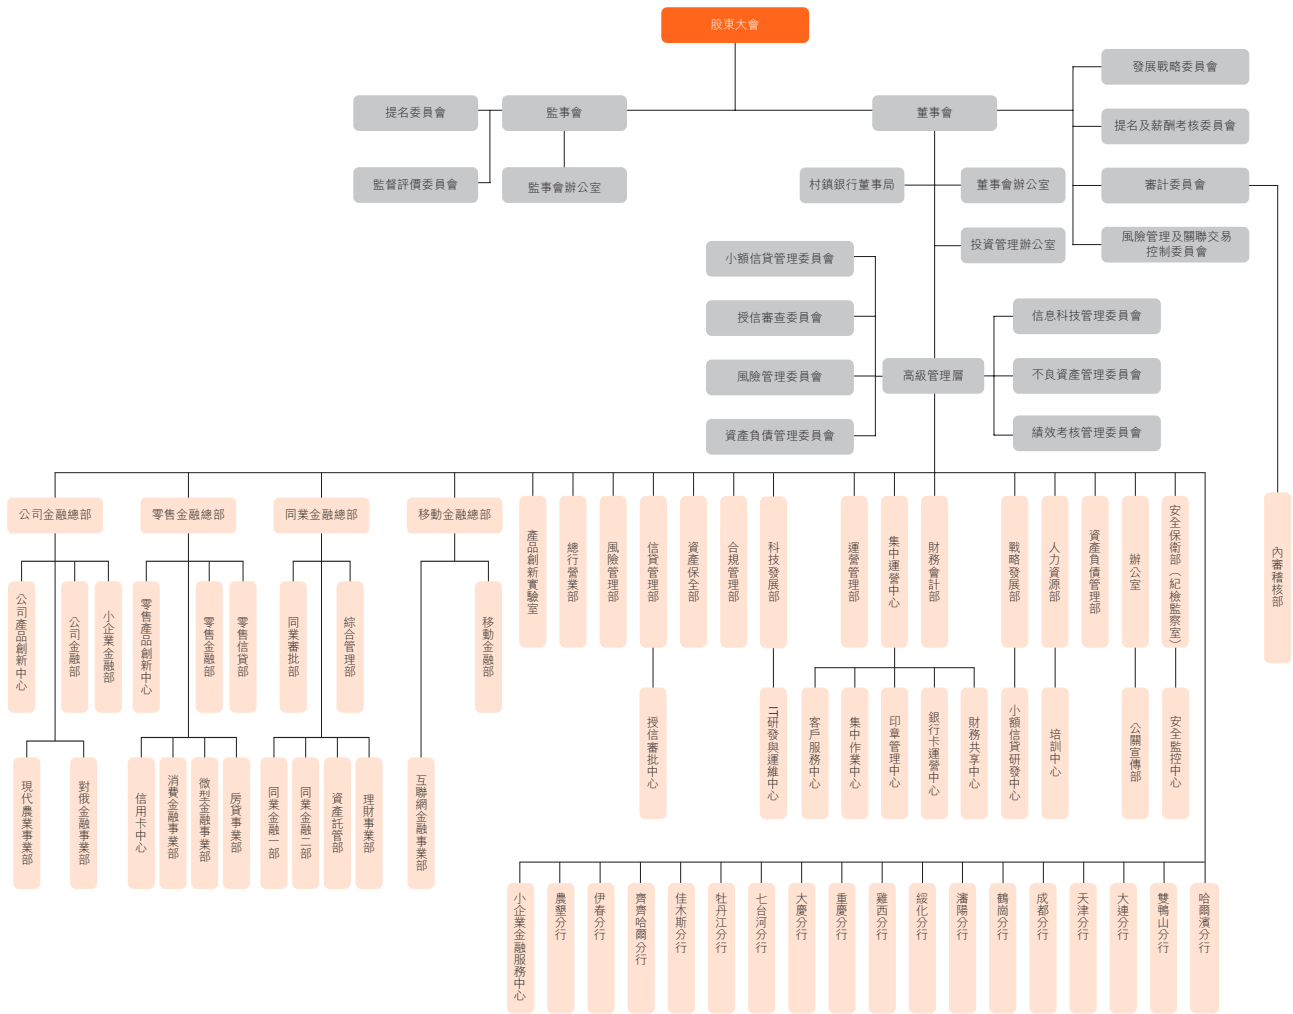 股東大會
發展戰略委員會
提名委員會
監事會
董事會
提名及薪酬考核委員會
監督評價委員會
監事會辦公室
村鎮銀行董事局
董事會辦公室
審計委員會
投資管理辦公室
風險管理及關聯交易
控制委員會
小額信貸管理委員會
授信審查委員會
信息科技管理委員會
風險管理委員會
高級管理層
不良資產管理委員會
資產負債管理委員會
績效考核管理委員會
公司金融總部
零售金融總部
同業金融總部
移動金融總部
產品創新實驗室
總行營業部
風險管理部
信貸管理部
資產保全部
合規管理部
科技發展部
運營管理部
集中運營中心
財務會計部
戰略發展部
人力資源部
資產負債管理部
辦公室
安全保衛部（紀檢監察室）
內審稽核部
公司產品創新中心
公司金融部
小企業金融部
零售產品創新中心
零售金融部
零售信貸部
同業審批部
綜合管理部
移動金融部
授信審批中心
IT研發與運維中心
客戶服務中心
集中作業中心
印章管理中心
銀行卡運營中心
財務共享中心
小額信貸研發中心
培訓中心
公關宣傳部
安全監控中心
現代農業事業部
對俄金融事業部
信用卡中心
消費金融事業部
微型金融事業部
房貸事業部
同業金融一部
同業金融二部
資產託管部
理財事業部
互聯網金融事業部
小企業金融服務中心
農墾分行
伊春分行
齊齊哈爾分行
佳木斯分行
牡丹江分行
七台河分行
大慶分行
重慶分行
雞西分行
綏化分行
瀋陽分行
鶴崗分行
成都分行
天津分行
大連分行
雙鴨山分行
哈爾濱分行